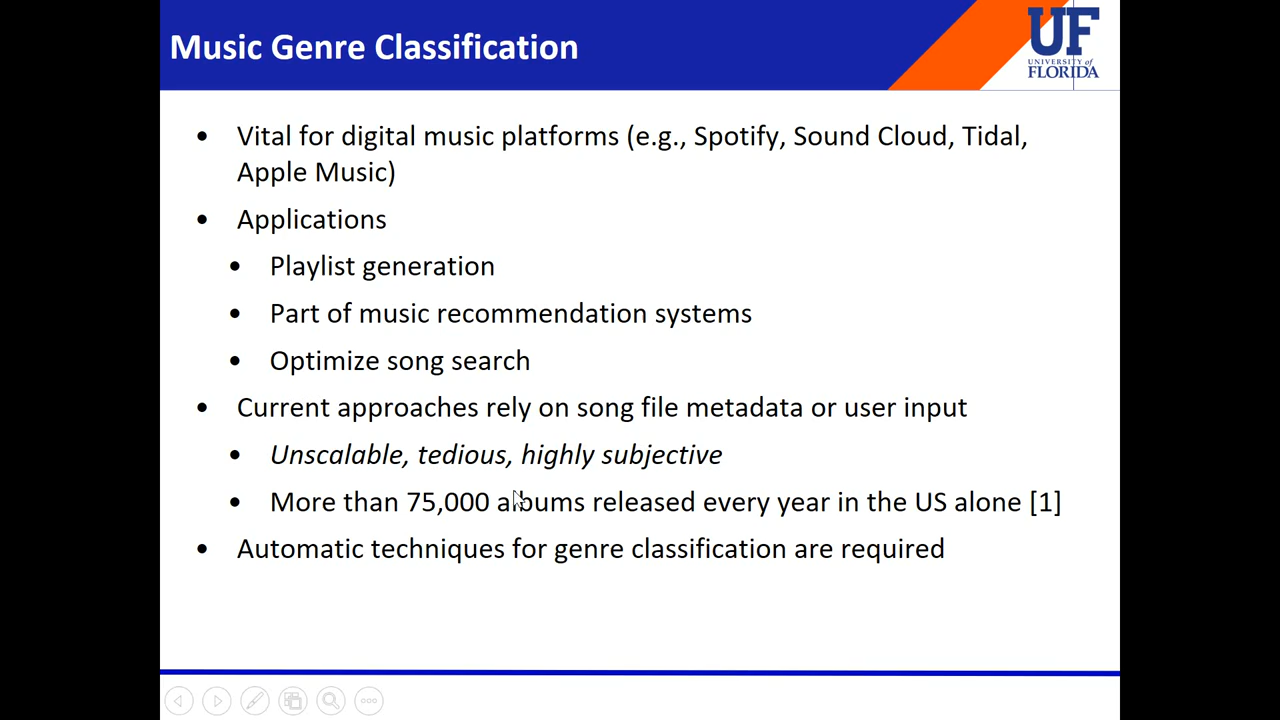 Music Genre Classification
UF
UNIVERSITY of
FLORIDA
• Vital for digital music platforms (e.g., Spotify, Sound Cloud, Tidal,
Apple Music)
• Applications
• Playlist generation
• Part of music recommendation systems
• Optimize song search
• Current approaches rely on song file metadata or user input
• Unscalable, tedious, highly subjective
• More than 75,000 albums released every year in the US alone [1]
• Automatic techniques for genre classification are required